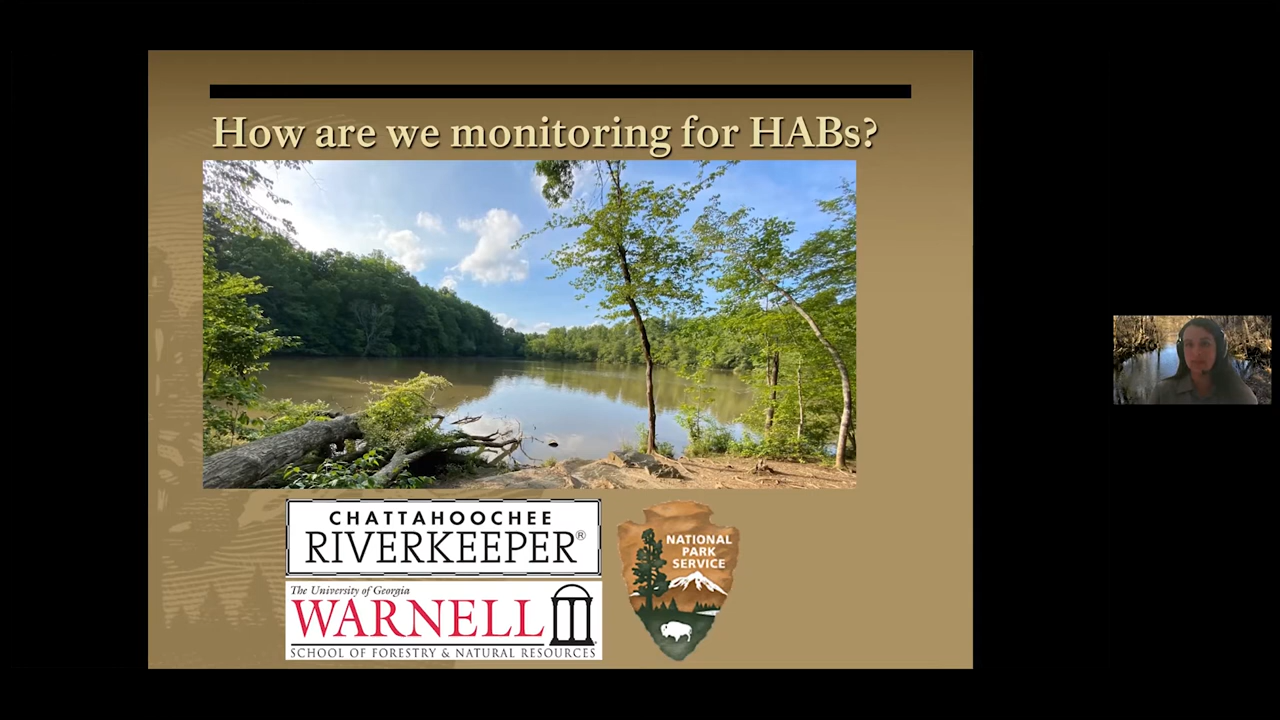 How are we monitoring for HABs?
CHATTAHOOCHEE
RIVERKEEPER®
NATIONAL
PARK
SERVICE
The University of Georgia
WARNELL
SCHOOL OF FORESTRY & NATURAL RESOURCES